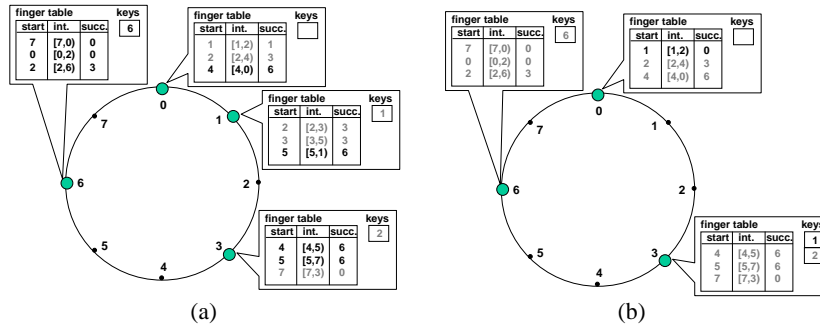 finger table keys
start int. succ. 6
7 [7,0) 0
0 [0,2) 0
2 [2,6) 3
finger table keys
start int. succ.
1 [1,2) 1
2 [2,4) 3
4 [4,0) 6
finger table keys
start int. succ. 1
2 [2,3) 3
3 [3,5) 3
5 [5,1) 6
finger table keys
start int. succ. 2
4 [4,5) 6
5 [5,7) 6
7 [7,3) 0
0
1
2
3
4
5
6
7
(a)
finger table keys
start int. succ. 6
7 [7,0) 0
0 [0,2) 0
2 [2,6) 3
finger table keys
start int. succ.
1 [1,2) 0
2 [2,4) 3
4 [4,0) 6
finger table keys
start int. succ. 1
4 [4,5) 6 2
5 [5,7) 6
7 [7,3) 0
0
1
2
3
4
5
6
7
(b)